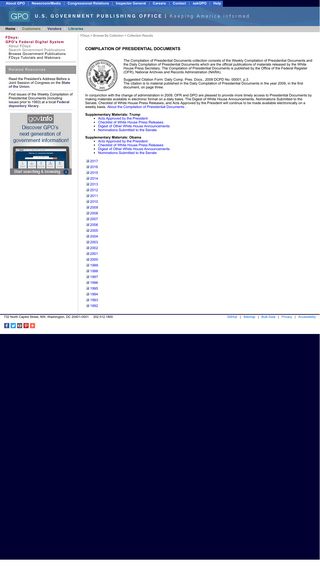 About GPO | Newsroom/Media | Congressional Relations | Inspector General | Careers | Contact | askGPO | Help
GPO U.S. GOVERNMENT PUBLISHING OFFICE | Keeping America Informed
Home Customers Vendors Libraries
FDsys:
GPO's Federal Digital System
About FDsys
Search Government Publications
Browse Government Publications
FDsys Tutorials and Webinars
Related Resources
Read the President's Address Before a
Joint Session of Congress on the State
of the Union.
Find issues of the Weekly Compilation of
Presidential Documents (including
issues prior to 1993) at a local Federal
depository library.
govinfo
Discover GPO's
next generation of
government information!
Start searching & browsing
FDsys > Browse By Collection > Collection Results
COMPILATION OF PRESIDENTIAL DOCUMENTS
The Compilation of Presidential Documents collection consists of the Weekly Compilation of Presidential Documents and
the Daily Compilation of Presidential Documents which are the official publications of materials released by the White
House Press Secretary. The Compilation of Presidential Documents is published by the Office of the Federal Register
(OFR), National Archives and Records Administration (NARA).
Suggested Citation Form: Daily Comp. Pres. Docs., 2009 DCPD No. 00001, p.3.
The citation is to material published in the Daily Compilation of Presidential Documents in the year 2009, in the first
document, on page three.
In conjunction with the change of administration in 2009, OFR and GPO are pleased to provide more timely access to Presidential Documents by
making documents available in electronic format on a daily basis. The Digest of White House Announcements, Nominations Submitted to the
Senate, Checklist of White House Press Releases, and Acts Approved by the President will continue to be made available electronically on a
weekly basis. About the Compilation of Presidential Documents.
Supplementary Materials: Trump
Acts Approved by the President
Checklist of White House Press Releases
Digest of Other White House Announcements
Nominations Submitted to the Senate
Supplementary Materials: Obama
Acts Approved by the President
Checklist of White House Press Releases
Digest of Other White House Announcements
Nominations Submitted to the Senate
2017
2016
2015
2014
2013
2012
2011
2010
2009
2008
2007
2006
2005
2004
2003
2002
2001
2000
1999
1998
1997
1996
1995
1994
1993
1992
732 North Capitol Street, NW, Washington, DC 20401-0001 202.512.1800
GitHub | Sitemap | Bulk Data | Privacy | Accessibility